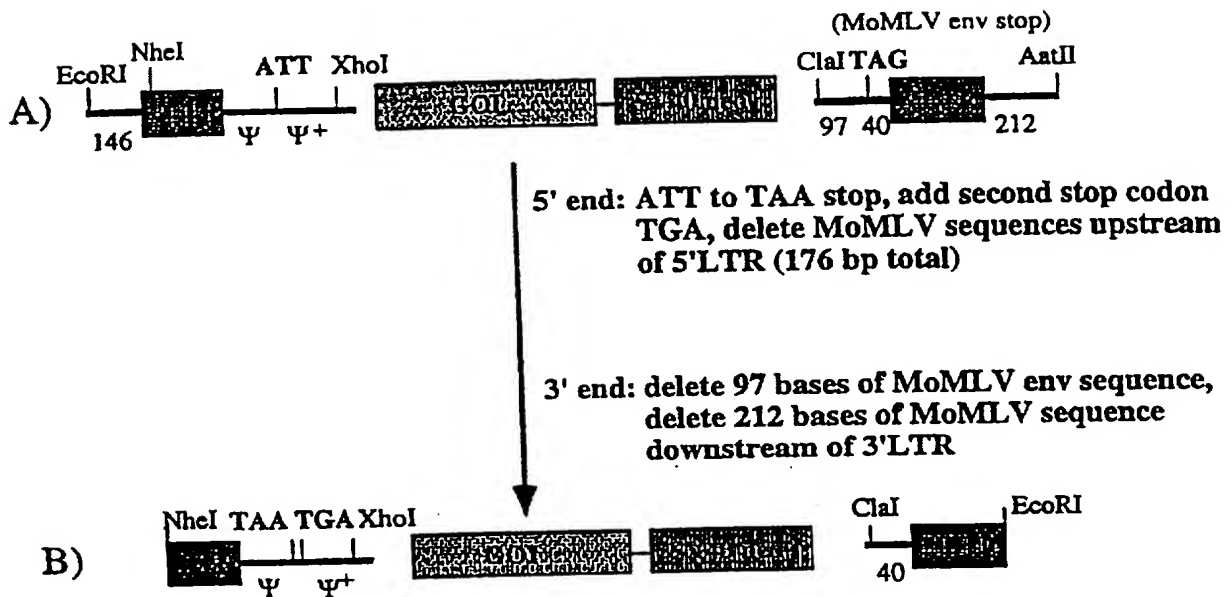 (MoMLV env stop)
NheI
EcoRI ATT XhoI ClaI TAG AatII
A)
146 Ψ Ψ+ 97 40 212
5' end: ATT to TAA stop, add second stop codon
TGA, delete MoMLV sequences upstream
of 5'LTR (176 bp total)
3' end: delete 97 bases of MoMLV env sequence,
delete 212 bases of MoMLV sequence
downstream of 3'LTR
NheI TAA TGA XhoI ClaI EcoRI
B)
Ψ Ψ+ 40